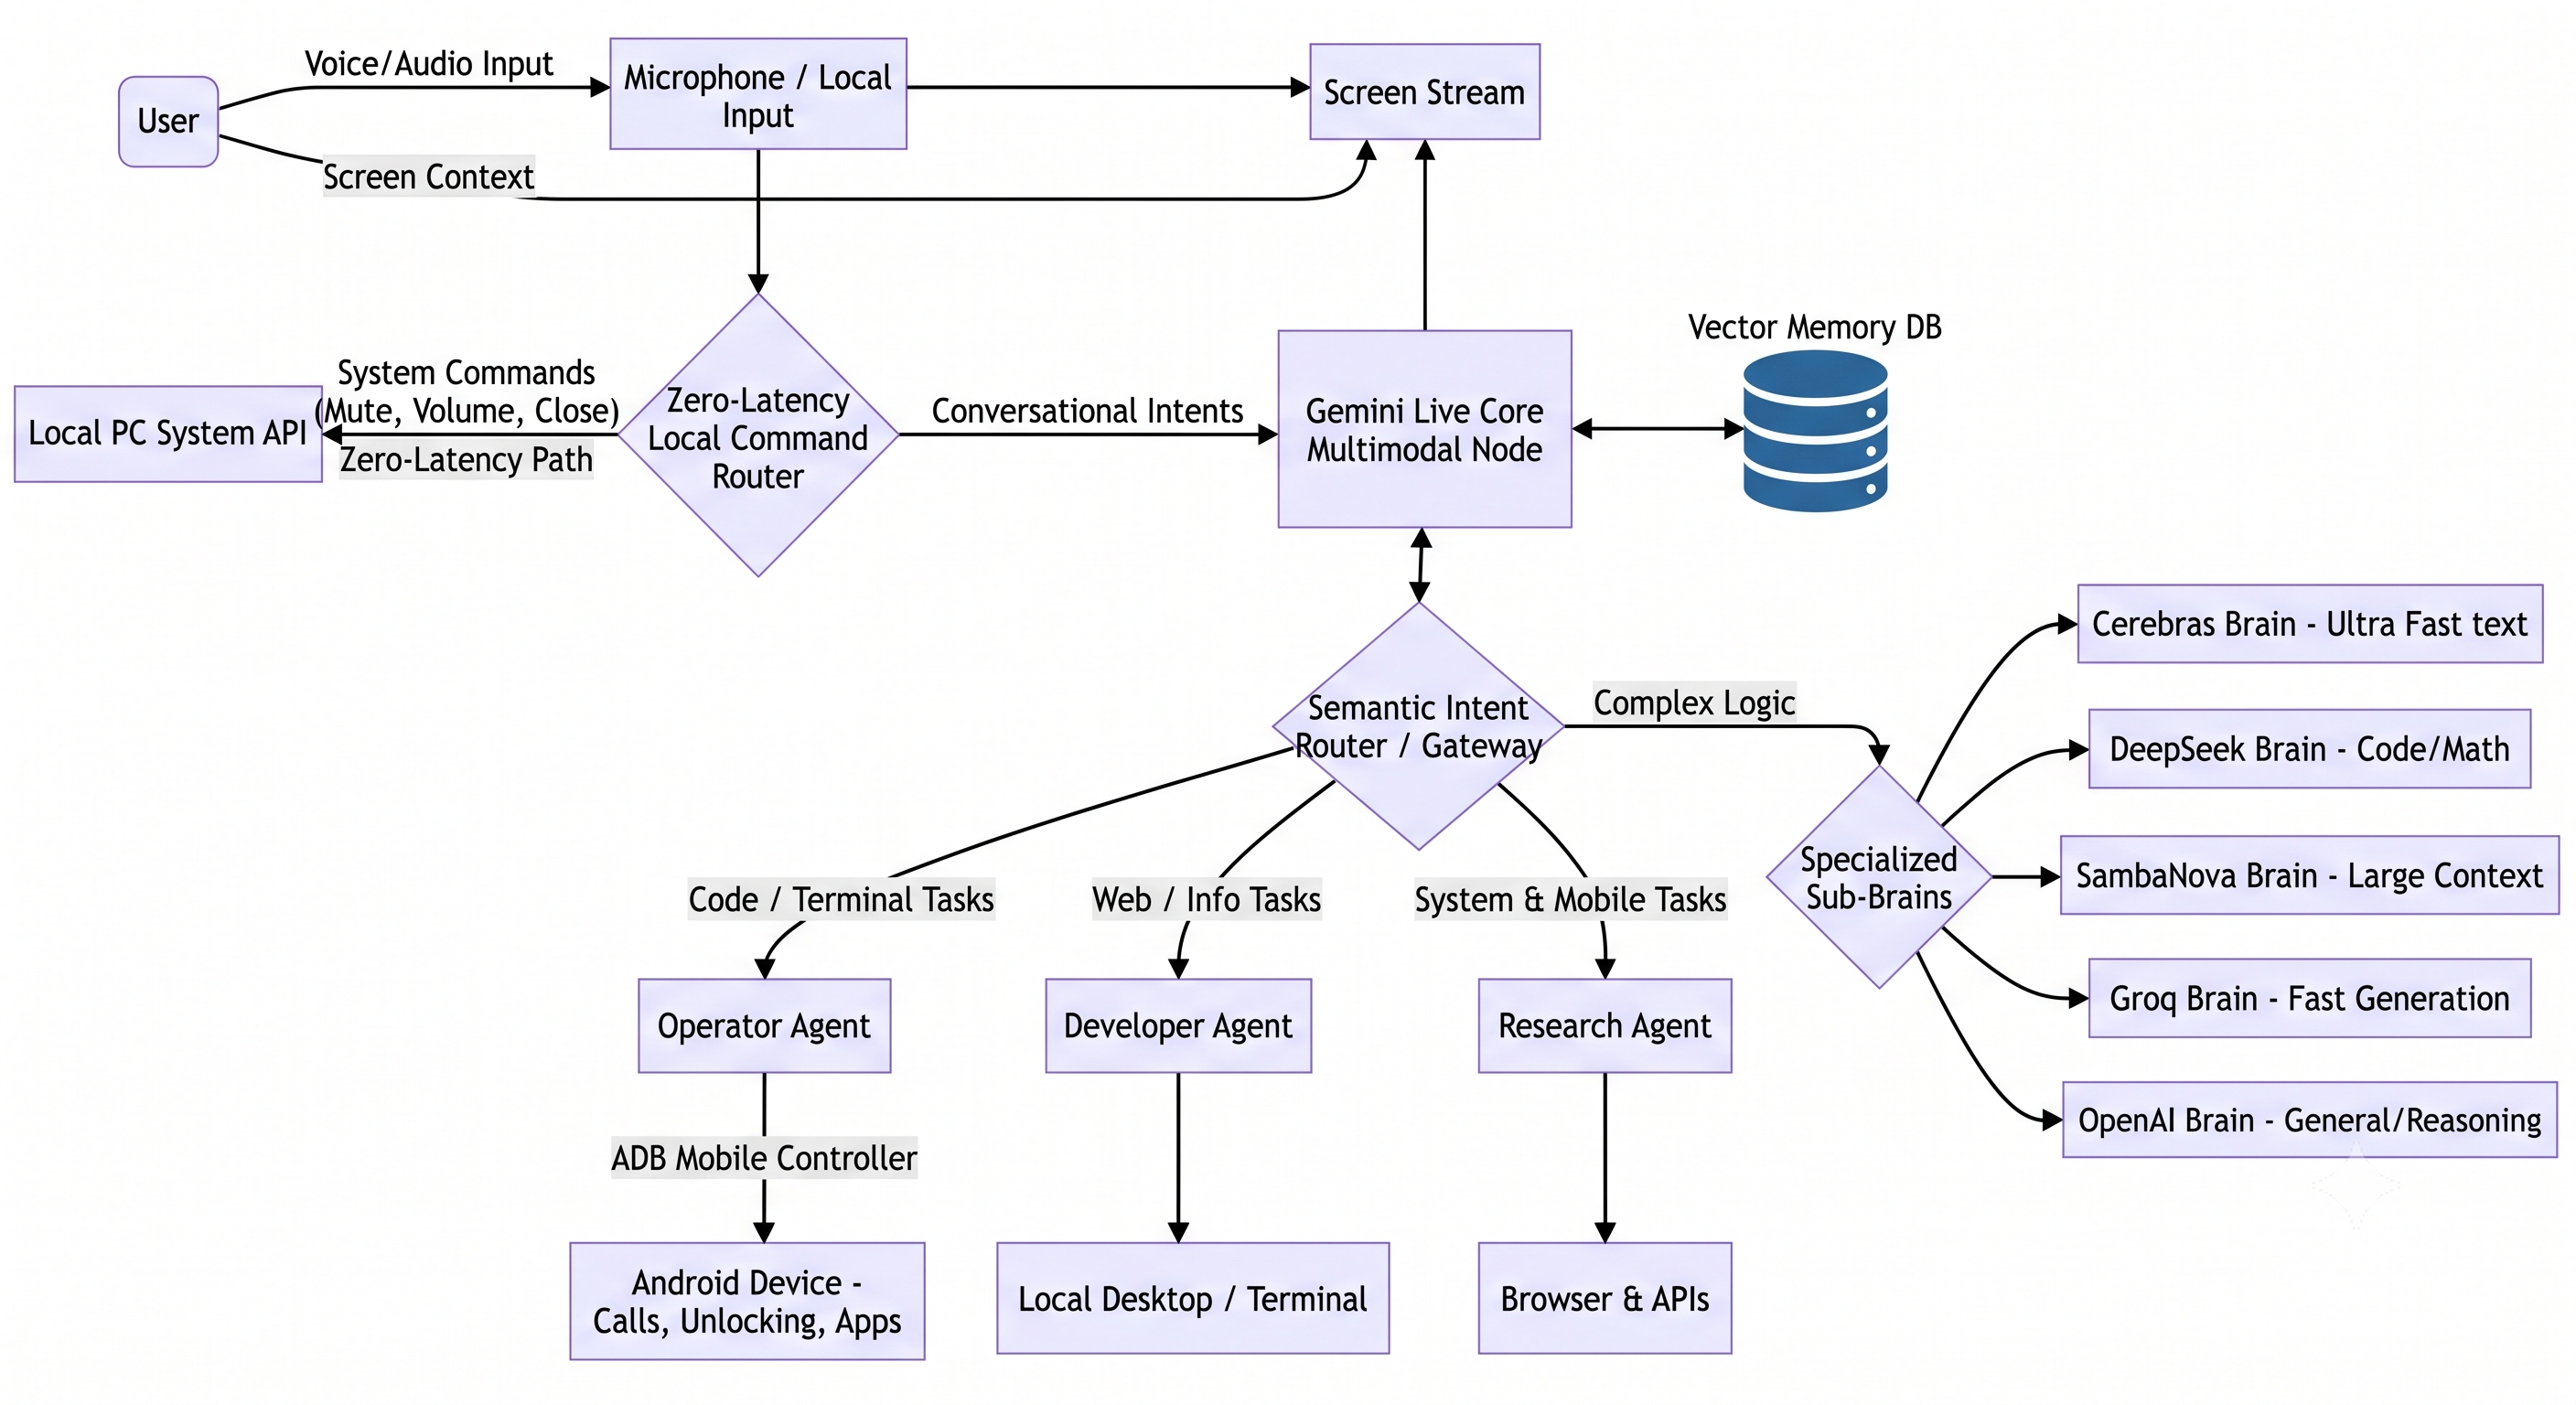 Voice/Audio Input
User
Microphone / Local
Input
Screen Stream
Screen Context
Vector Memory DB
System Commands
(Mute, Volume, Close)
Local PC System API
Zero-Latency Path
Zero-Latency
Local Command
Router
Conversational Intents
Gemini Live Core
Multimodal Node
Semantic Intent
Router / Gateway
Complex Logic
Specialized
Sub-Brains
Cerebras Brain - Ultra Fast text
DeepSeek Brain - Code/Math
SambaNova Brain - Large Context
Groq Brain - Fast Generation
OpenAI Brain - General/Reasoning
Code / Terminal Tasks
Web / Info Tasks
System & Mobile Tasks
Operator Agent
Developer Agent
Research Agent
ADB Mobile Controller
Android Device -
Calls, Unlocking, Apps
Local Desktop / Terminal
Browser & APIs